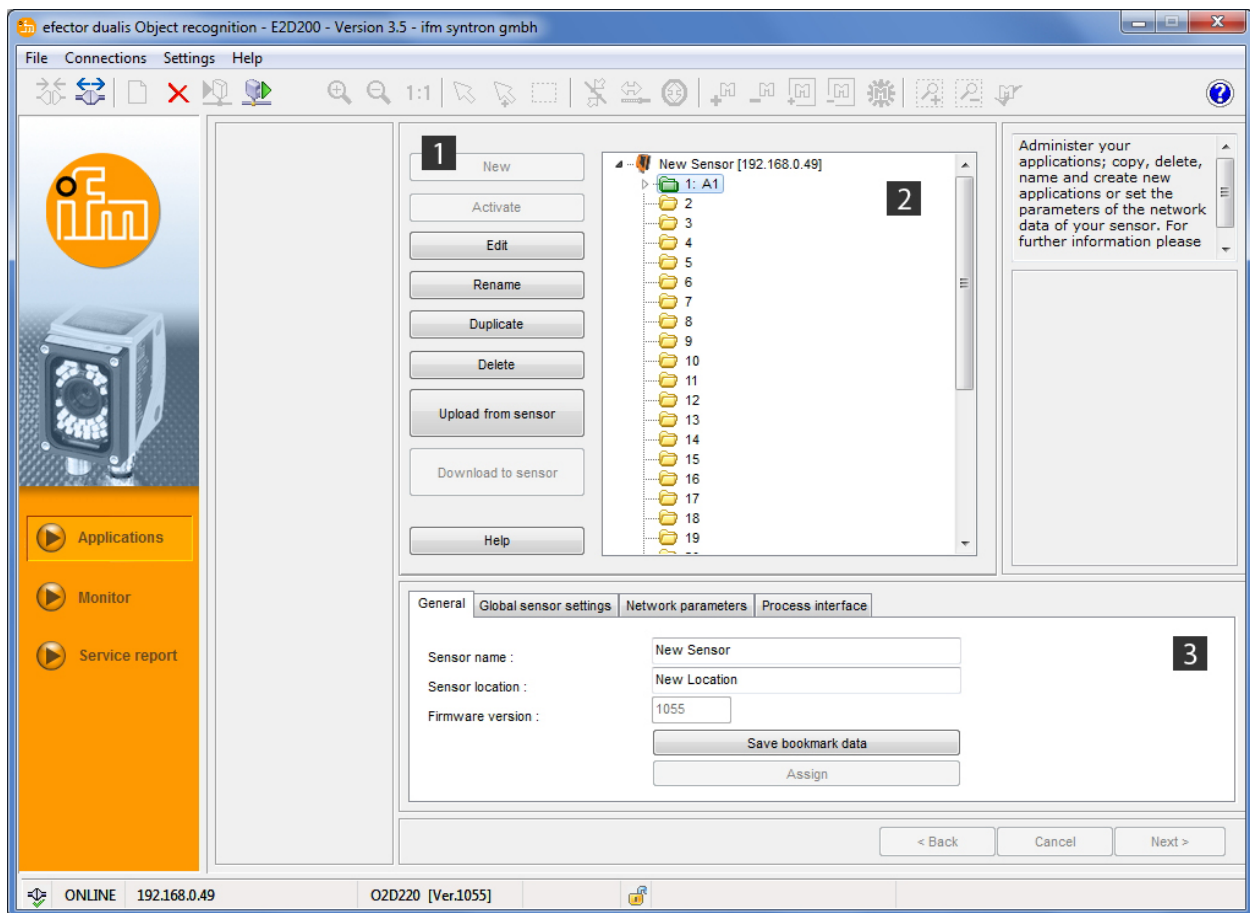 efector dualis Object recognition - E2D200 - Version 3.5 - ifm syntron gmbh
File Connections Settings Help
1:1
ifm
Applications
Monitor
Service report
1
New
Activate
Edit
Rename
Duplicate
Delete
Upload from sensor
Download to sensor
Help
New Sensor [192.168.0.49]
1: A1
2
3
4
5
6
7
8
9
10
11
12
13
14
15
16
17
18
19
2
Administer your
applications; copy, delete,
name and create new
applications or set the
parameters of the network
data of your sensor. For
further information please
General Global sensor settings Network parameters Process interface
Sensor name : New Sensor
Sensor location : New Location
Firmware version : 1055
Save bookmark data
Assign
3
< Back Cancel Next >
ONLINE 192.168.0.49 O2D220 [Ver.1055]